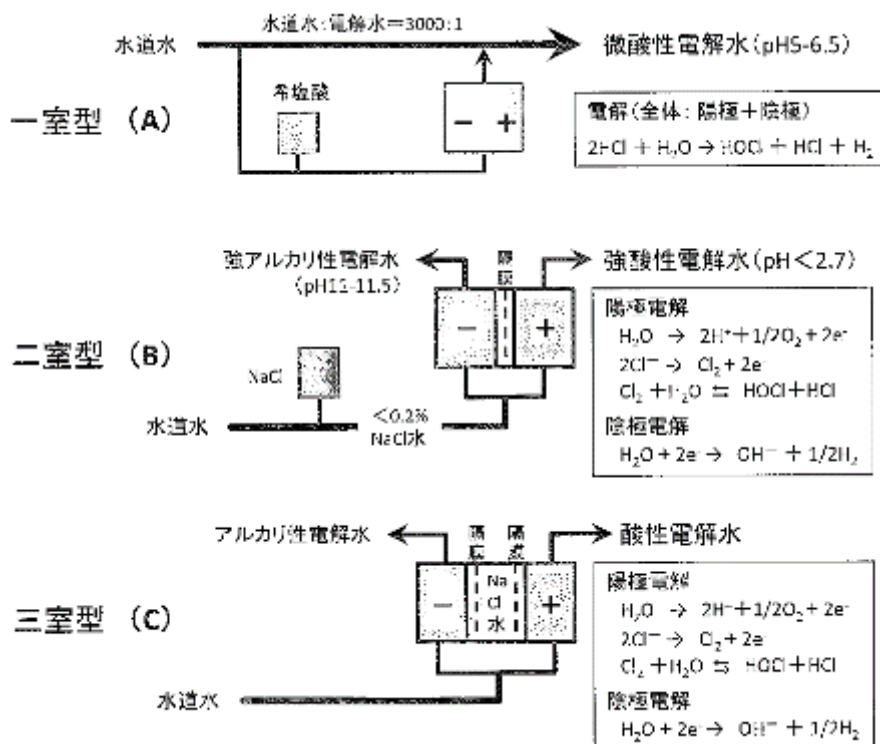 水道水:電解水=3000:1
水道水
微酸性電解水(pH5-6.5)
一室型 (A)
希塩酸
− +
電解(全体: 陽極+陰極)
2HCl + H₂O → HOCl + HCl + H₂
強アルカリ性電解水
(pH11-11.5)
隔膜
強酸性電解水(pH<2.7)
二室型 (B)
− +
NaCl
水道水
<0.2%
NaCl水
陽極電解
H₂O → 2H⁺+1/2O₂ + 2e⁻
2Cl⁻ → Cl₂ + 2e⁻
Cl₂ + H₂O ⇆ HOCl+HCl
陰極電解
H₂O + 2e⁻ → OH⁻ + 1/2H₂
アルカリ性電解水
隔膜
隔膜
酸性電解水
三室型 (C)
− +
NaCl水
水道水
陽極電解
H₂O → 2H⁺+1/2O₂ + 2e⁻
2Cl⁻ → Cl₂ + 2e⁻
Cl₂ +H₂O ⇆ HOCl+HCl
陰極電解
H₂O + 2e⁻ → OH⁻ + 1/2H₂